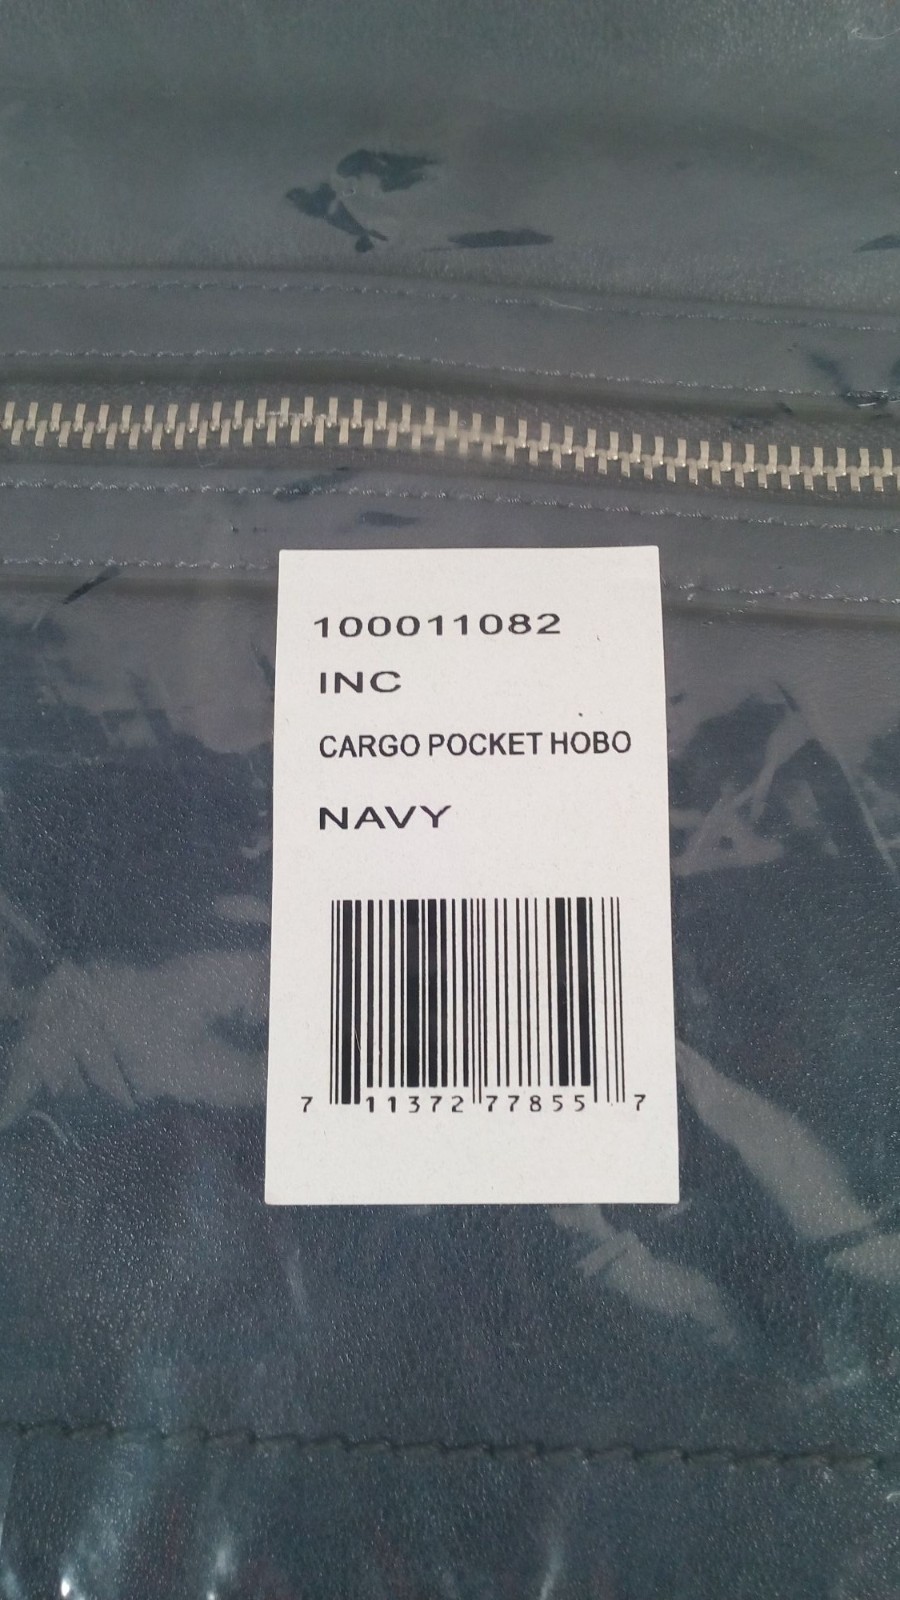 100011082
INC
CARGO POCKET HOBO
NAVY
7 11372 77855 7